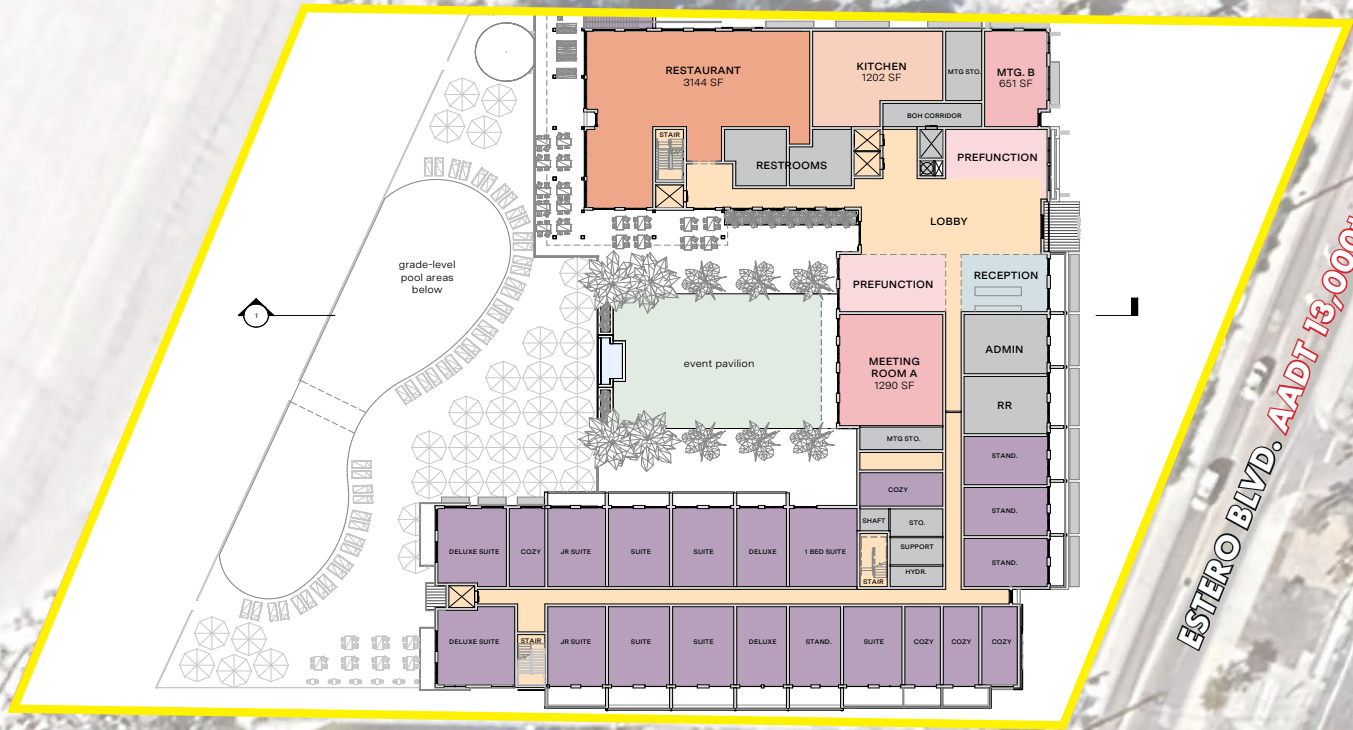 RESTAURANT
3144 SF
KITCHEN
1202 SF
MTG STO.
MTG. B
651 SF
BOH CORRIDOR
STAIR
RESTROOMS
PREFUNCTION
LOBBY
grade-level
pool areas
below
PREFUNCTION
RECEPTION
1
event pavilion
MEETING
ROOM A
1290 SF
ADMIN
RR
MTG STO.
STAND.
COZY
STAND.
SHAFT
STO.
SUPPORT
HYDR.
STAIR
STAND.
DELUXE SUITE
COZY
JR SUITE
SUITE
SUITE
DELUXE
1 BED SUITE
DELUXE SUITE
STAIR
JR SUITE
SUITE
SUITE
DELUXE
STAND.
SUITE
COZY
COZY
COZY
ESTERO BLVD. AADT 13,000